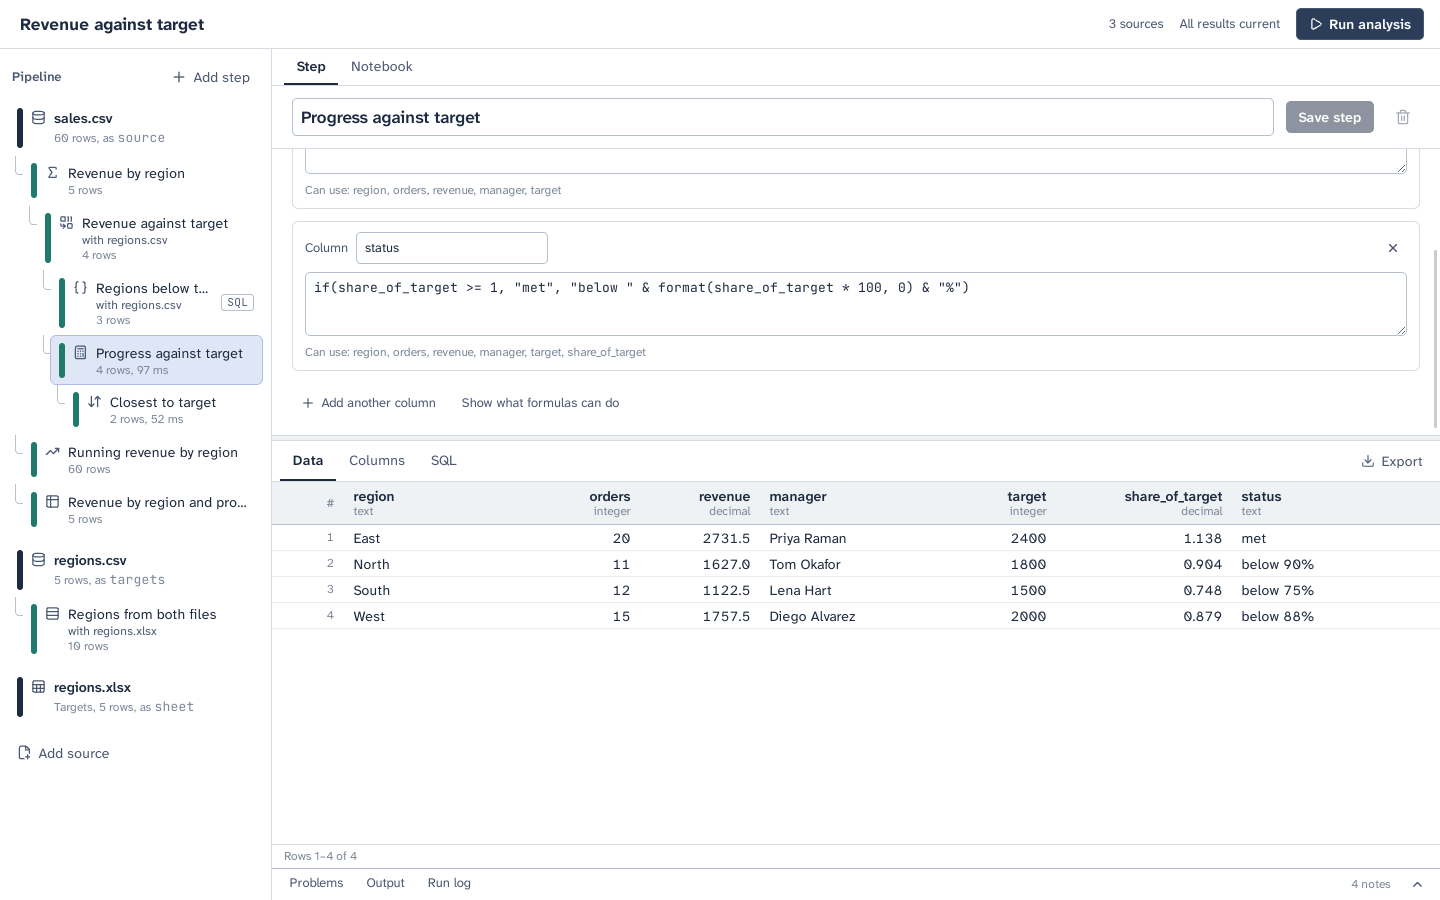 Revenue against target
3 sources
All results current
Run analysis
Pipeline
Add step
sales.csv
60 rows, as source
Revenue by region
5 rows
Revenue against target
with regions.csv
4 rows
Regions below t...
with regions.csv
3 rows
SQL
Progress against target
4 rows, 97 ms
Closest to target
2 rows, 52 ms
Running revenue by region
60 rows
Revenue by region and pro...
5 rows
regions.csv
5 rows, as targets
Regions from both files
with regions.xlsx
10 rows
regions.xlsx
Targets, 5 rows, as sheet
Add source
Step Notebook
Progress against target
Save step
Can use: region, orders, revenue, manager, target
Column status
if(share_of_target >= 1, "met", "below " & format(share_of_target * 100, 0) & "%")
Can use: region, orders, revenue, manager, target, share_of_target
Add another column Show what formulas can do
Data Columns SQL Export
# region orders revenue manager target share_of_target status
text integer decimal text integer decimal text
1 East 20 2731.5 Priya Raman 2400 1.138 met
2 North 11 1627.0 Tom Okafor 1800 0.904 below 90%
3 South 12 1122.5 Lena Hart 1500 0.748 below 75%
4 West 15 1757.5 Diego Alvarez 2000 0.879 below 88%
Rows 1–4 of 4
Problems Output Run log 4 notes